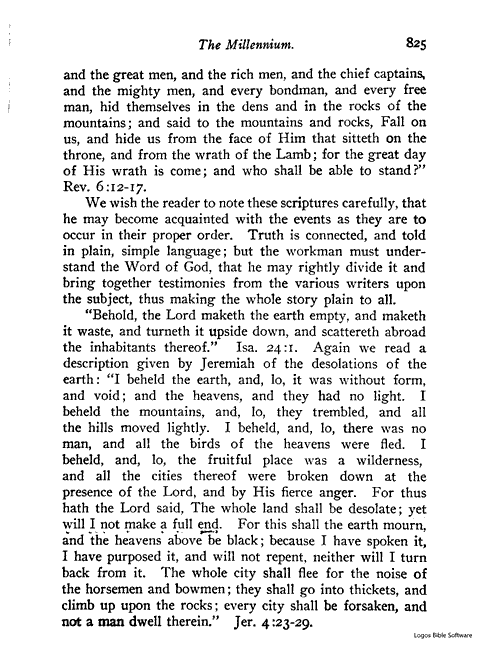 The Millennium. 825
and the great men, and the rich men, and the chief captains,
and the mighty men, and every bondman, and every free
man, hid themselves in the dens and in the rocks of the
mountains; and said to the mountains and rocks, Fall on
us, and hide us from the face of Him that sitteth on the
throne, and from the wrath of the Lamb; for the great day
of His wrath is come; and who shall be able to stand?"
Rev. 6:12-17.
We wish the reader to note these scriptures carefully, that
he may become acquainted with the events as they are to
occur in their proper order. Truth is connected, and told
in plain, simple language; but the workman must under-
stand the Word of God, that he may rightly divide it and
bring together testimonies from the various writers upon
the subject, thus making the whole story plain to all.
"Behold, the Lord maketh the earth empty, and maketh
it waste, and turneth it upside down, and scattereth abroad
the inhabitants thereof." Isa. 24:1. Again we read a
description given by Jeremiah of the desolations of the
earth: "I beheld the earth, and, lo, it was without form,
and void; and the heavens, and they had no light. I
beheld the mountains, and, lo, they trembled, and all
the hills moved lightly. I beheld, and, lo, there was no
man, and all the birds of the heavens were fled. I
beheld, and, lo, the fruitful place was a wilderness,
and all the cities thereof were broken down at the
presence of the Lord, and by His fierce anger. For thus
hath the Lord said, The whole land shall be desolate; yet
will I not make a full end. For this shall the earth mourn,
and the heavens above be black; because I have spoken it,
I have purposed it, and will not repent, neither will I turn
back from it. The whole city shall flee for the noise of
the horsemen and bowmen; they shall go into thickets, and
climb up upon the rocks; every city shall be forsaken, and
not a man dwell therein." Jer. 4:23-29.
Logos Bible Software